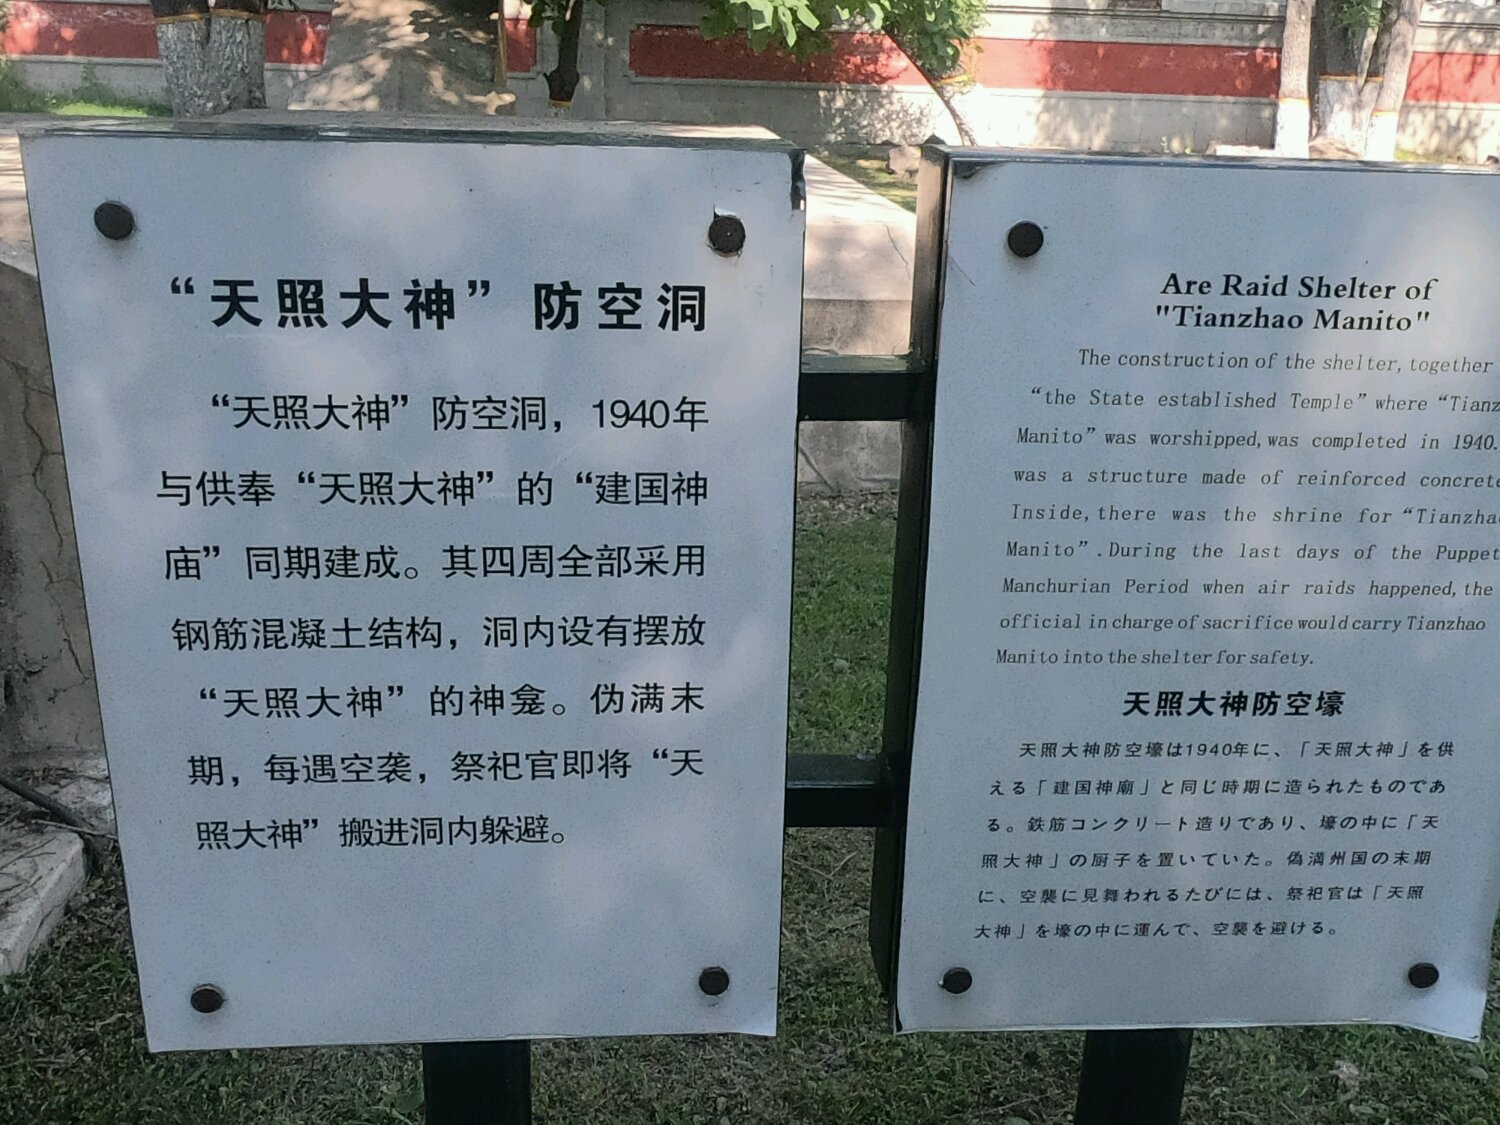 “天照大神”防空洞
“天照大神”防空洞，1940年
与供奉“天照大神”的“建国神
庙”同期建成。其四周全部采用
钢筋混凝土结构，洞内设有摆放
“天照大神”的神龛。伪满末
期，每遇空袭，祭祀官即将“天
照大神”搬进洞内躲避。
Are Raid Shelter of
"Tianzhao Manito"
The construction of the shelter, together
“the State established Temple” where “Tianz
Manito” was worshipped, was completed in 1940.
was a structure made of reinforced concrete
Inside, there was the shrine for “Tianzhao
Manito”. During the last days of the Puppet
Manchurian Period when air raids happened, the
official in charge of sacrifice would carry Tianzhao
Manito into the shelter for safety.
天照大神防空壕
天照大神防空壕は1940年に、「天照大神」を供
える「建国神廟」と同じ時期に造られたものであ
る。鉄筋コンクリート造りであり、壕の中に「天
照大神」の厨子を置いていた。偽満州国の末期
に、空襲に見舞われるたびには、祭祀官は「天照
大神」を壕の中に運んで、空襲を避ける。